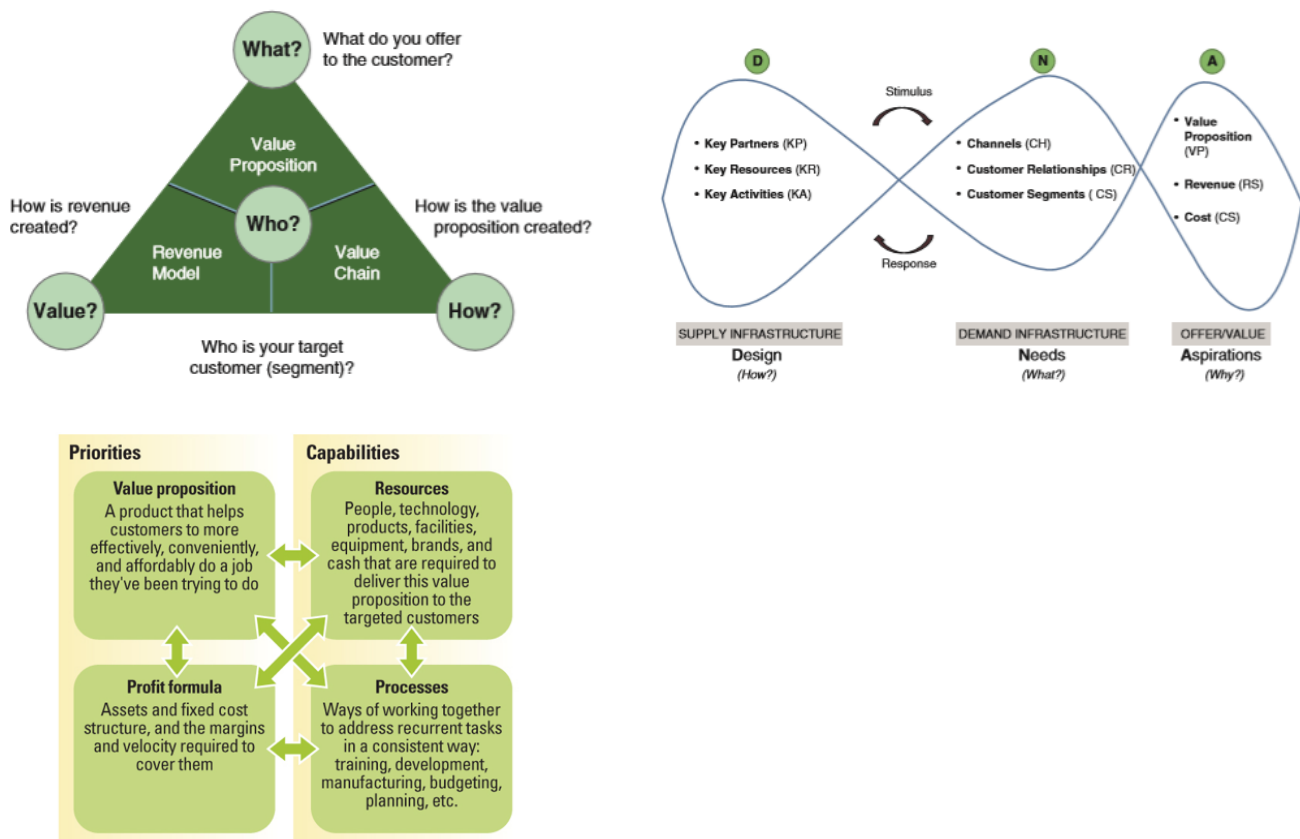 What?
What do you offer
to the customer?
Value
Proposition
Who?
How is revenue
created?
How is the value
proposition created?
Revenue
Model
Value
Chain
Value?
How?
Who is your target
customer (segment)?
D
N
A
Stimulus
• Key Partners (KP)
• Key Resources (KR)
• Key Activities (KA)
• Channels (CH)
• Customer Relationships (CR)
• Customer Segments ( CS)
• Value
Proposition
(VP)
• Revenue (RS)
• Cost (CS)
Response
SUPPLY INFRASTRUCTURE
Design
(How?)
DEMAND INFRASTRUCTURE
Needs
(What?)
OFFER/VALUE
Aspirations
(Why?)
Priorities
Capabilities
Value proposition
A product that helps
customers to more
effectively, conveniently,
and affordably do a job
they've been trying to do
Resources
People, technology,
products, facilities,
equipment, brands, and
cash that are required to
deliver this value
proposition to the
targeted customers
Profit formula
Assets and fixed cost
structure, and the margins
and velocity required to
cover them
Processes
Ways of working together
to address recurrent tasks
in a consistent way:
training, development,
manufacturing, budgeting,
planning, etc.